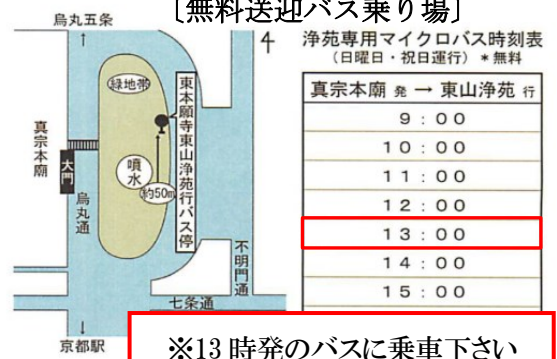 〔無料送迎バス乗り場〕
烏丸五条
↑
4
緑地帯
東本願寺東山浄苑行バス停
真宗本廟
大門
噴水
約50m
烏丸通
不明門通
七条通
↓
京都駅
浄苑専用マイクロバス時刻表
（日曜日・祝日運行）＊無料
真宗本廟 発 → 東山浄苑 行
9：00
10：00
11：00
12：00
13：00
14：00
15：00
※13 時発のバスに乗車下さい